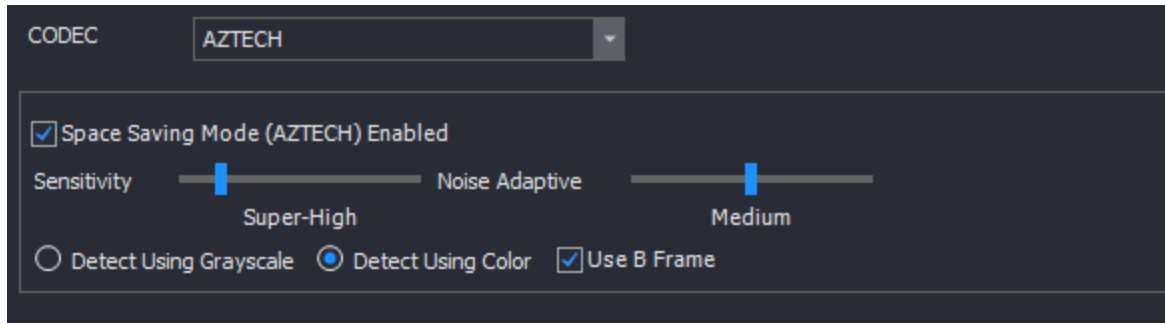 CODEC AZTECH
Space Saving Mode (AZTECH) Enabled
Sensitivity Noise Adaptive
Super-High Medium
Detect Using Grayscale Detect Using Color Use B Frame